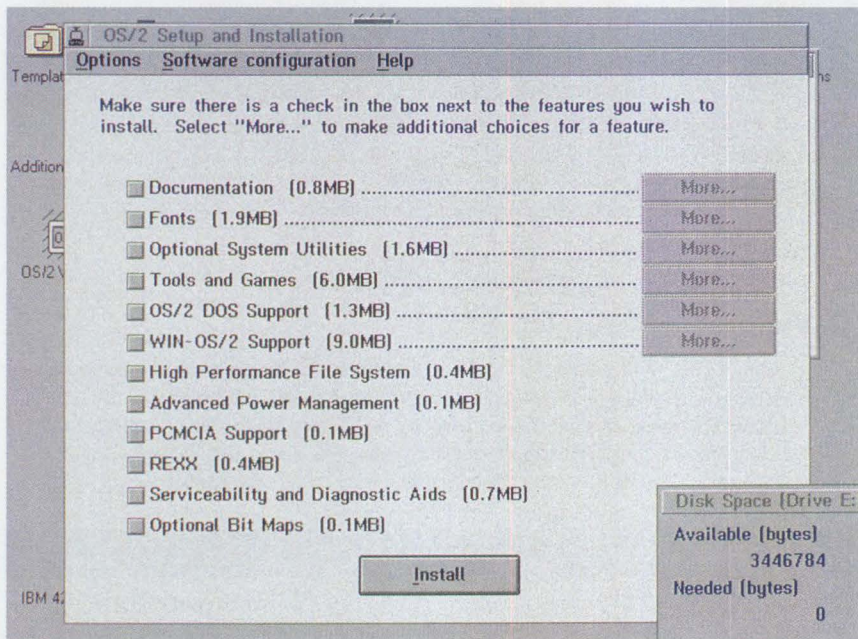 OS/2 Setup and Installation
Options Software configuration Help
Make sure there is a check in the box next to the features you wish to
install. Select "More..." to make additional choices for a feature.
Documentation (0.8MB) More...
Fonts (1.9MB) More...
Optional System Utilities (1.6MB) More...
Tools and Games (6.0MB) More...
OS/2 DOS Support (1.3MB) More...
WIN-OS/2 Support (9.0MB) More...
High Performance File System (0.4MB)
Advanced Power Management (0.1MB)
PCMCIA Support (0.1MB)
REXX (0.4MB)
Serviceability and Diagnostic Aids (0.7MB)
Optional Bit Maps (0.1MB)
Install
Disk Space (Drive E:
Available (bytes)
3446784
Needed (bytes)
0
Templat
Addition
OS/2 V
IBM 42
ns